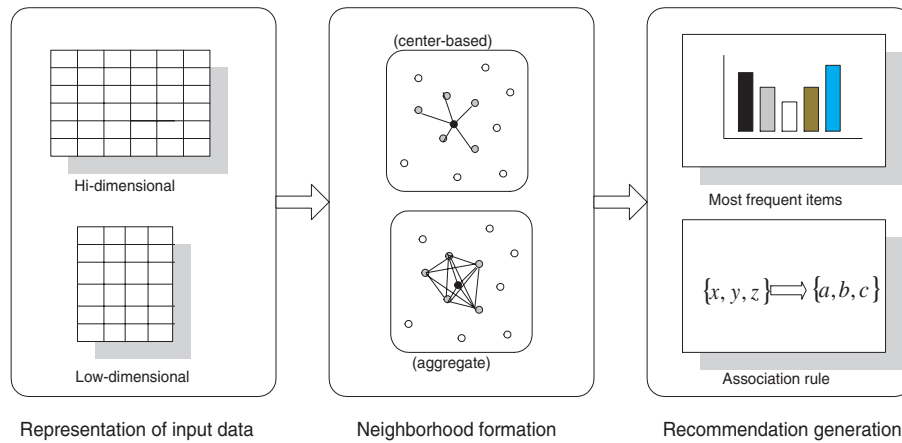 Hi-dimensional
Low-dimensional
Representation of input data
(center-based)
(aggregate)
Neighborhood formation
Most frequent items
{x, y, z} ⟹ {a, b, c}
Association rule
Recommendation generation